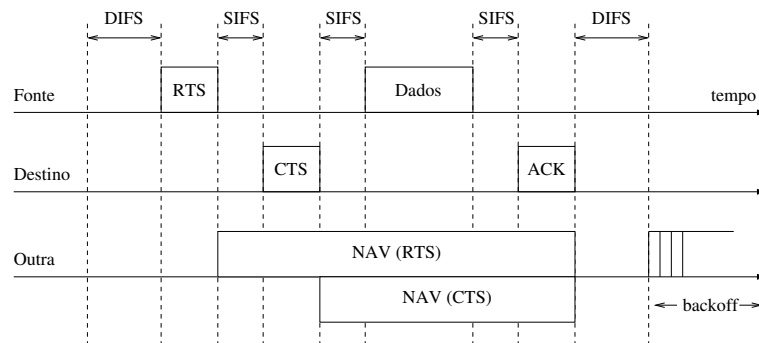 DIFS SIFS SIFS SIFS DIFS
Fonte RTS Dados tempo
Destino CTS ACK
Outra NAV (RTS)
NAV (CTS)
backoff